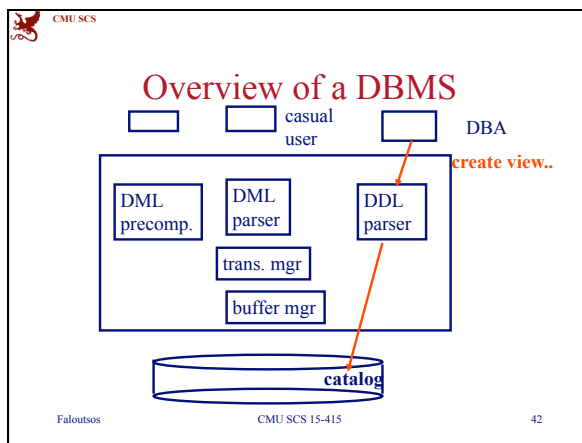 CMU SCS
Overview of a DBMS
casual
user
DBA
create view..
DML
precomp.
DML
parser
DDL
parser
trans. mgr
buffer mgr
catalog
Faloutsos
CMU SCS 15-415
42